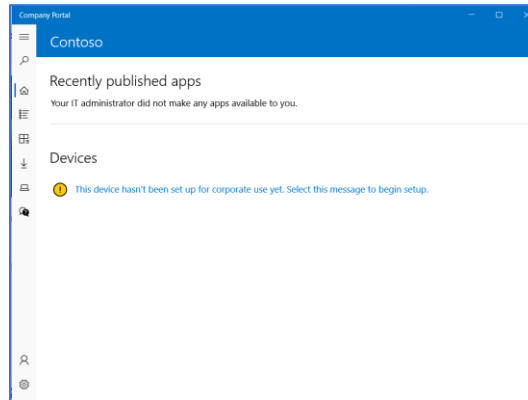 Company Portal
Contoso
Recently published apps
Your IT administrator did not make any apps available to you.
Devices
This device hasn't been set up for corporate use yet. Select this message to begin setup.